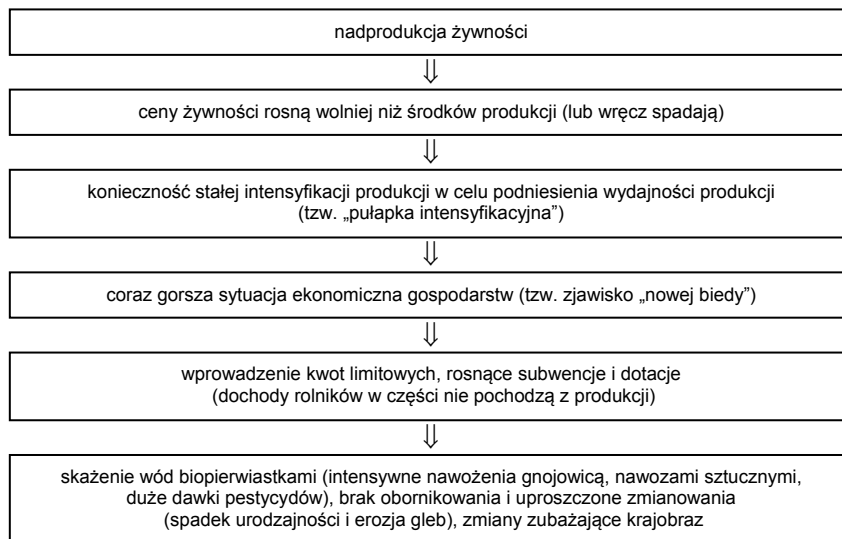 nadprodukcja żywności
⇓
ceny żywności rosną wolniej niż środków produkcji (lub wręcz spadają)
⇓
konieczność stałej intensyfikacji produkcji w celu podniesienia wydajności produkcji
(tzw. „pułapka intensyfikacyjna”)
⇓
coraz gorsza sytuacja ekonomiczna gospodarstw (tzw. zjawisko „nowej biedy”)
⇓
wprowadzenie kwot limitowych, rosnące subwencje i dotacje
(dochody rolników w części nie pochodzą z produkcji)
⇓
skażenie wód biopierwiastkami (intensywne nawożenia gnojowicą, nawozami sztucznymi,
duże dawki pestycydów), brak obornikowania i uproszczone zmianowania
(spadek urodzajności i erozja gleb), zmiany zubażające krajobraz